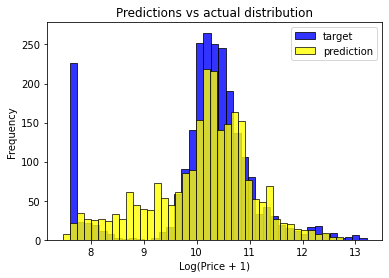 Predictions vs actual distribution
target
prediction
Frequency
250
200
150
100
50
0
8
9
10
11
12
13
Log(Price + 1)